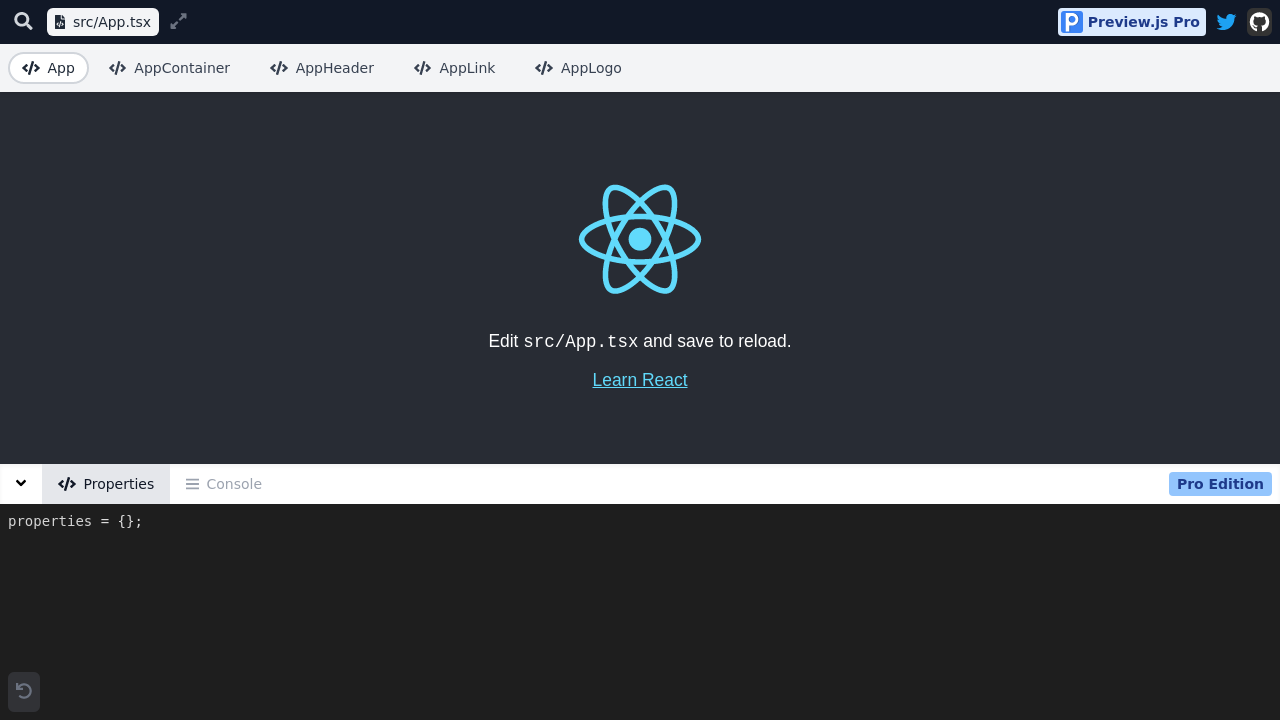 src/App.tsx
Preview.js Pro
App
AppContainer
AppHeader
AppLink
AppLogo
Edit src/App.tsx and save to reload.
Learn React
Properties
Console
Pro Edition
properties = {};